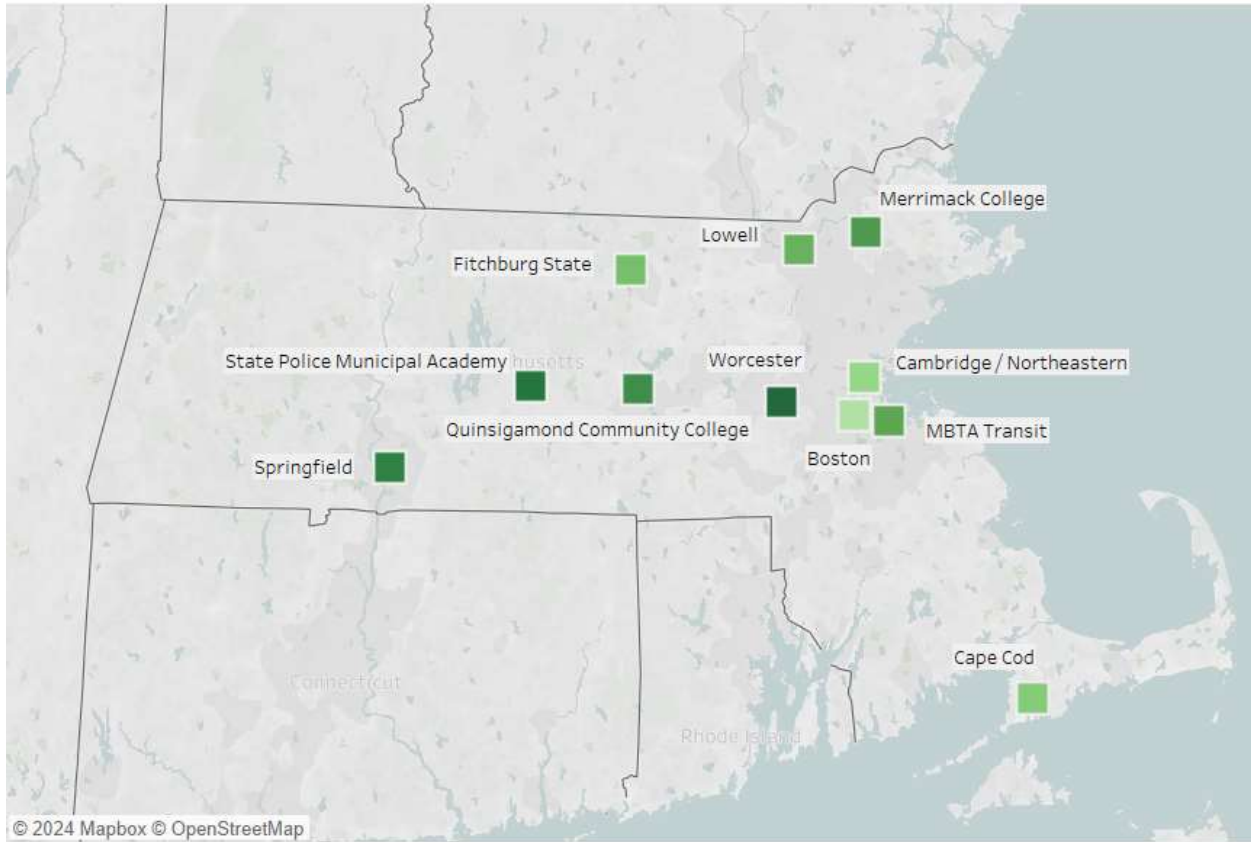 Merrimack College
Lowell
Fitchburg State
State Police Municipal Academy
husetts
Worcester
Cambridge / Northeastern
Quinsigamond Community College
MBTA Transit
Boston
Springfield
Cape Cod
Connecticut
Rhode Island
© 2024 Mapbox © OpenStreetMap